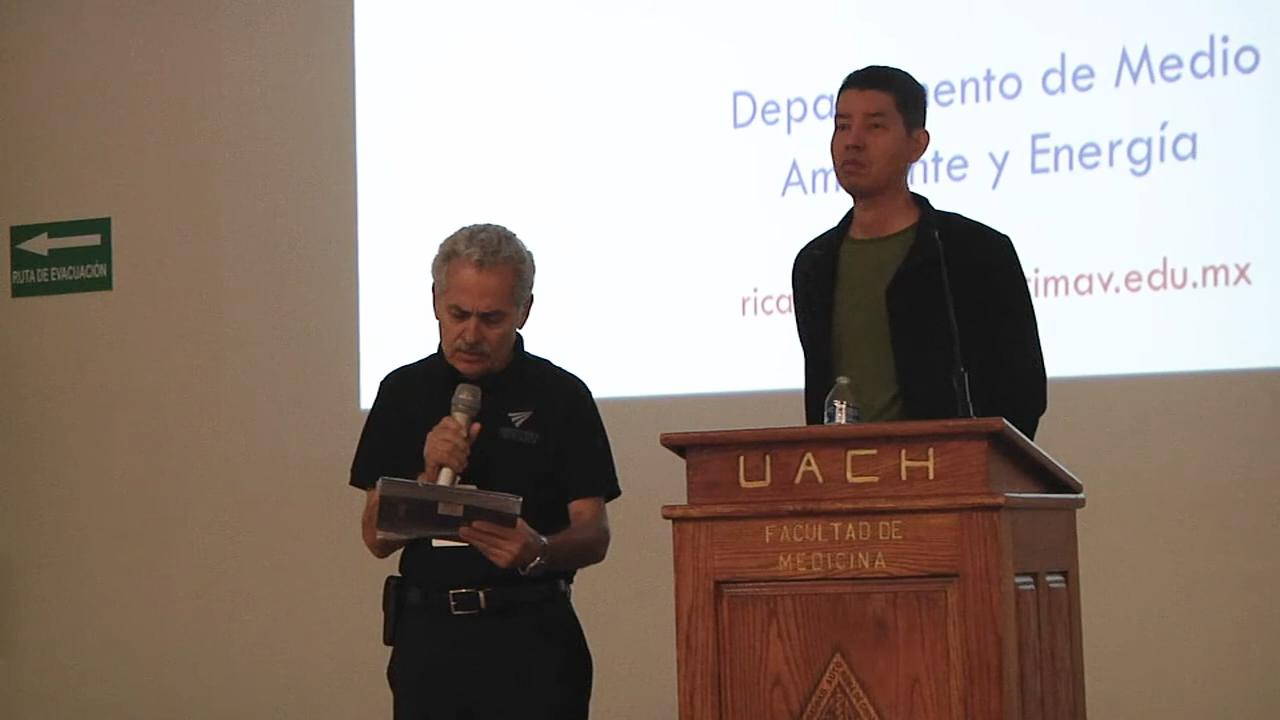 Depa ento de Medio
Am nte y Energía
rica rimav.edu.mx
RUTA DE EVACUACIÓN
UACH
FACULTAD DE
MEDICINA